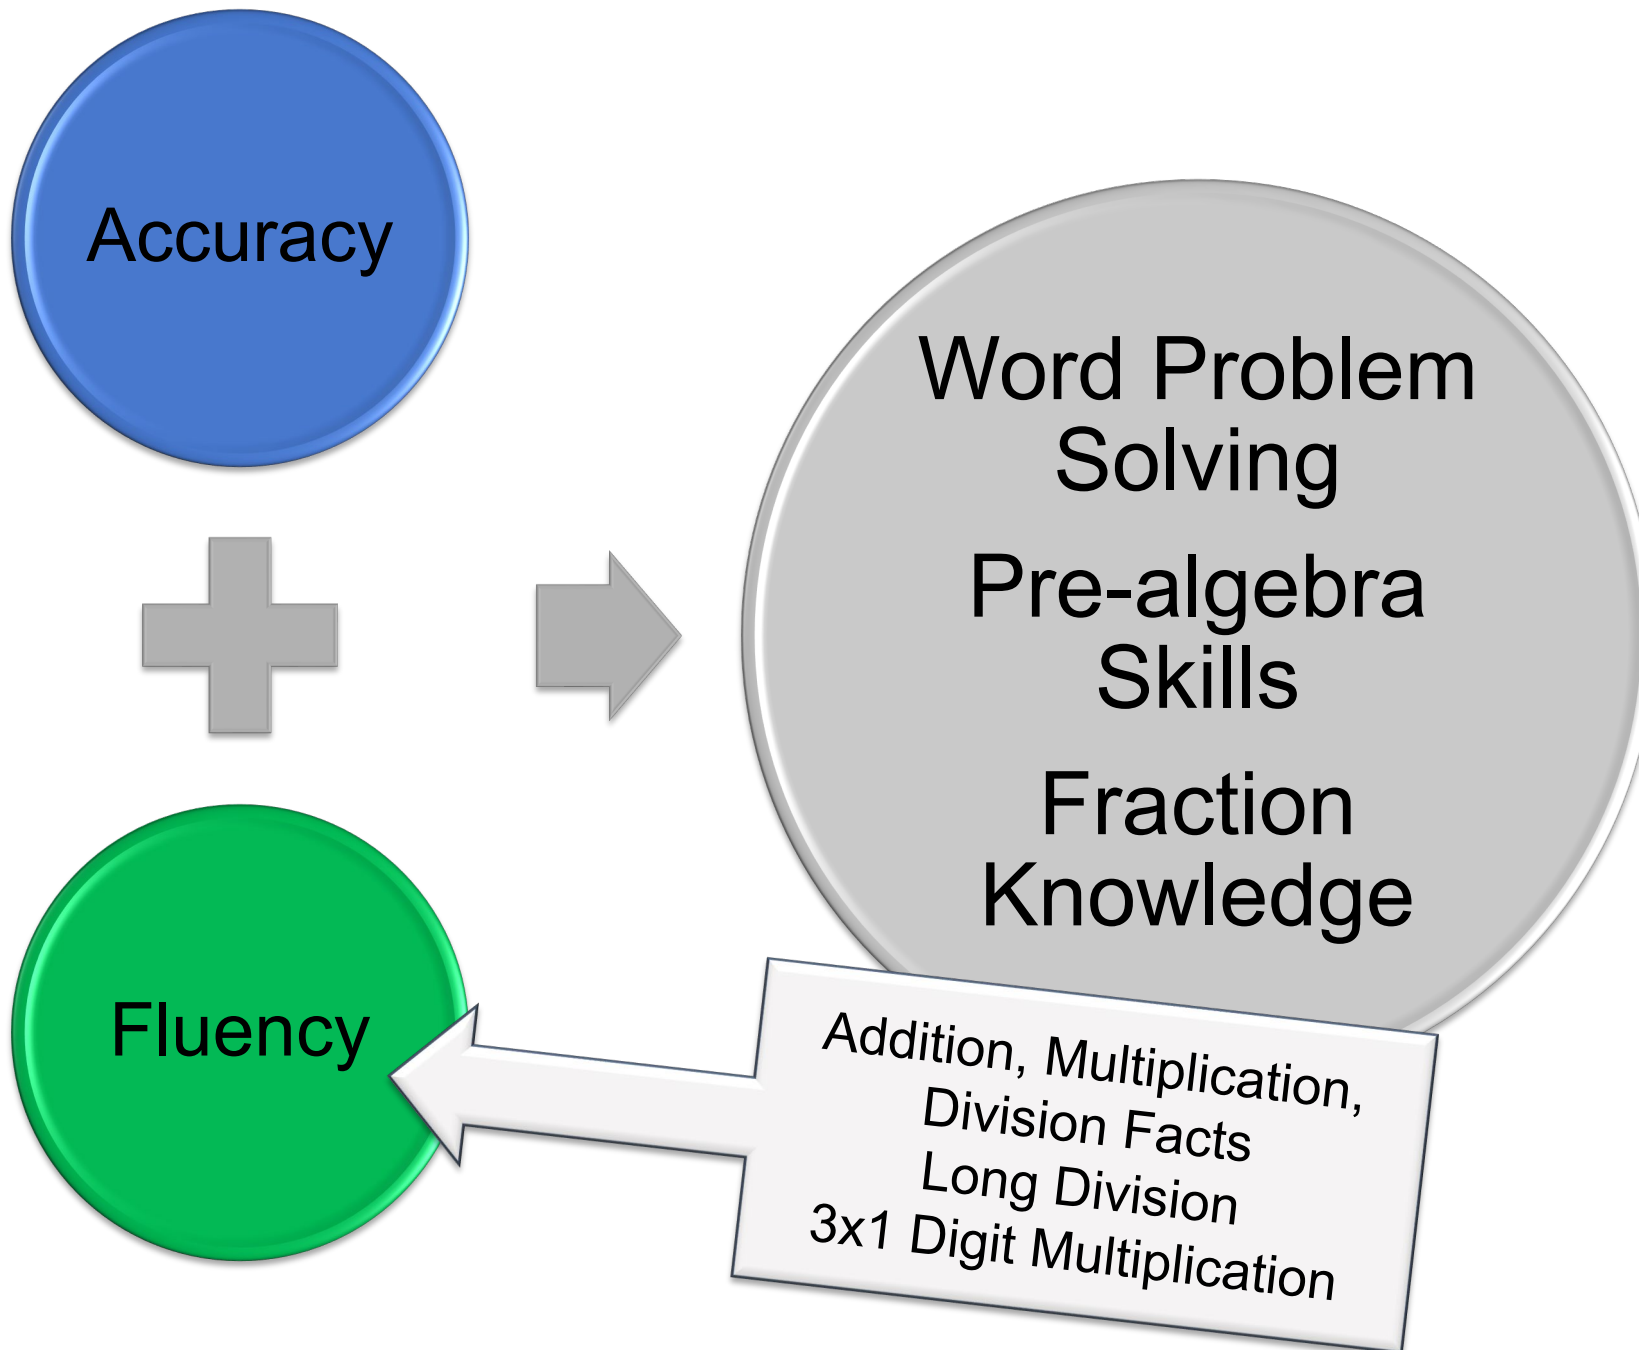 Accuracy
Fluency
Word Problem
Solving
Pre-algebra
Skills
Fraction
Knowledge
Addition, Multiplication,
Division Facts
Long Division
3x1 Digit Multiplication